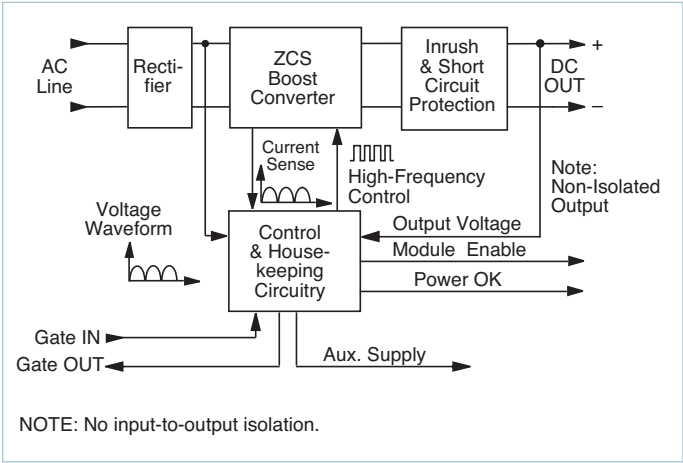 AC
Line
Recti-
fier
ZCS
Boost
Converter
Inrush
& Short
Circuit
Protection
+
DC
OUT
–
Current
Sense
High-Frequency
Control
Note:
Non-Isolated
Output
Voltage
Waveform
Control
& House-
keeping
Circuitry
Output Voltage
Module Enable
Power OK
Gate IN
Gate OUT
Aux. Supply
NOTE: No input-to-output isolation.